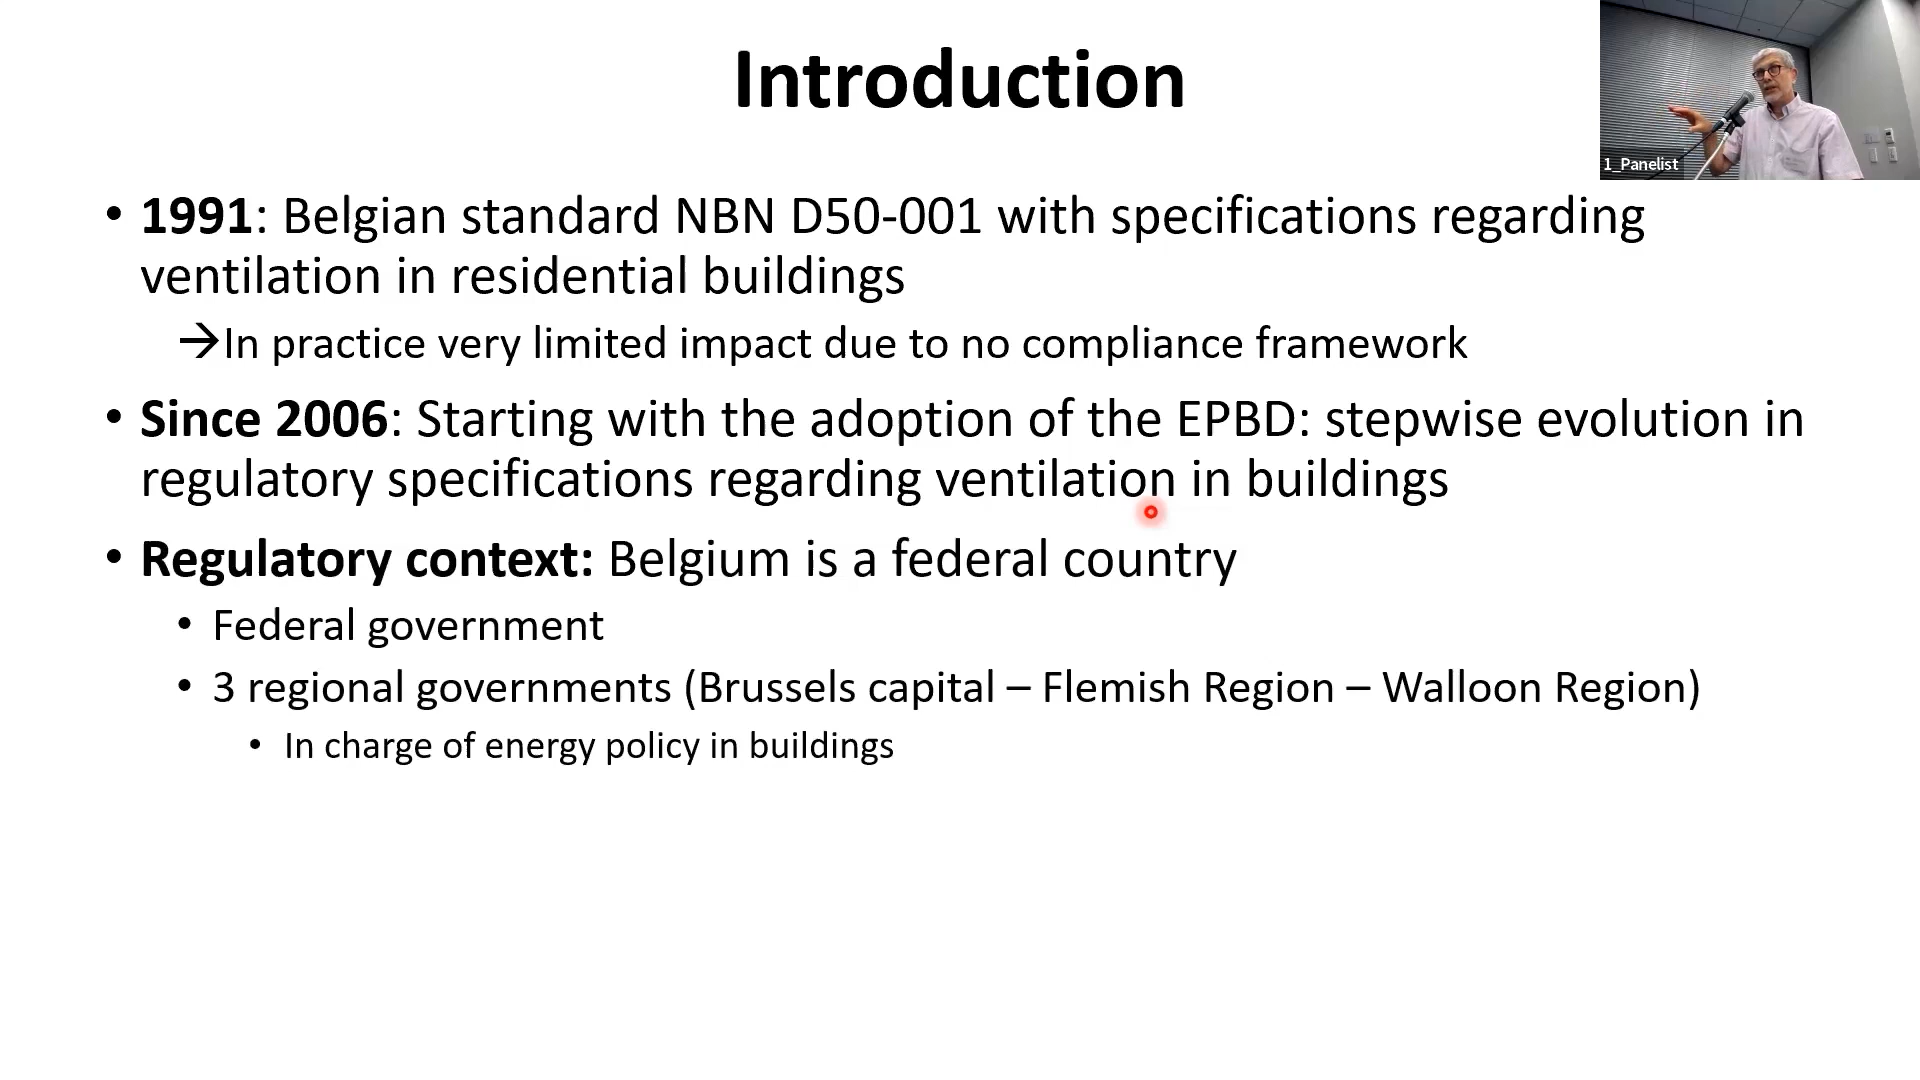 Introduction
1_Panelist
• 1991: Belgian standard NBN D50-001 with specifications regarding
ventilation in residential buildings
→In practice very limited impact due to no compliance framework
• Since 2006: Starting with the adoption of the EPBD: stepwise evolution in
regulatory specifications regarding ventilation in buildings
• Regulatory context: Belgium is a federal country
• Federal government
• 3 regional governments (Brussels capital – Flemish Region – Walloon Region)
• In charge of energy policy in buildings